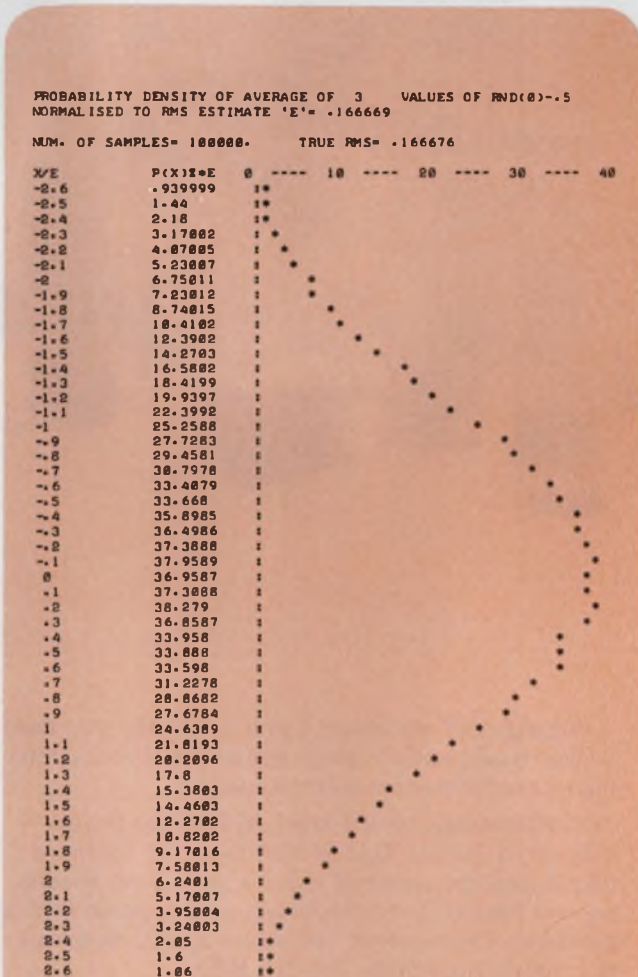 PROBABILITY DENSITY OF AVERAGE OF 3 VALUES OF RND(0)-.5
NORMALISED TO RMS ESTIMATE 'E'= .166669
NUM. OF SAMPLES= 100000. TRUE RMS= .166676
X/E P(X)%*E 0 ---- 10 ---- 20 ---- 30 ---- 40
-2.6 .939999 :*
-2.5 1.44 :*
-2.4 2.18 :*
-2.3 3.17002 : *
-2.2 4.07005 : *
-2.1 5.23007 : *
-2 6.75011 : *
-1.9 7.23012 : *
-1.8 8.74015 : *
-1.7 10.4102 : *
-1.6 12.3902 : *
-1.5 14.2703 : *
-1.4 16.5802 : *
-1.3 18.4199 : *
-1.2 19.9397 : *
-1.1 22.3992 : *
-1 25.2588 : *
-.9 27.7283 : *
-.8 29.4581 : *
-.7 30.7978 : *
-.6 33.4079 : *
-.5 33.668 : *
-.4 35.8985 : *
-.3 36.4986 : *
-.2 37.3888 : *
-.1 37.9589 : *
0 36.9587 : *
.1 37.3088 : *
.2 38.279 : *
.3 36.8587 : *
.4 33.958 : *
.5 33.888 : *
.6 33.598 : *
.7 31.2278 : *
.8 28.8682 : *
.9 27.6784 : *
1 24.6389 : *
1.1 21.8193 : *
1.2 20.2096 : *
1.3 17.8 : *
1.4 15.3803 : *
1.5 14.4603 : *
1.6 12.2702 : *
1.7 10.8202 : *
1.8 9.17016 : *
1.9 7.58013 : *
2 6.2401 : *
2.1 5.17007 : *
2.2 3.95004 : *
2.3 3.24003 : *
2.4 2.05 :*
2.5 1.6 :*
2.6 1.06 :*